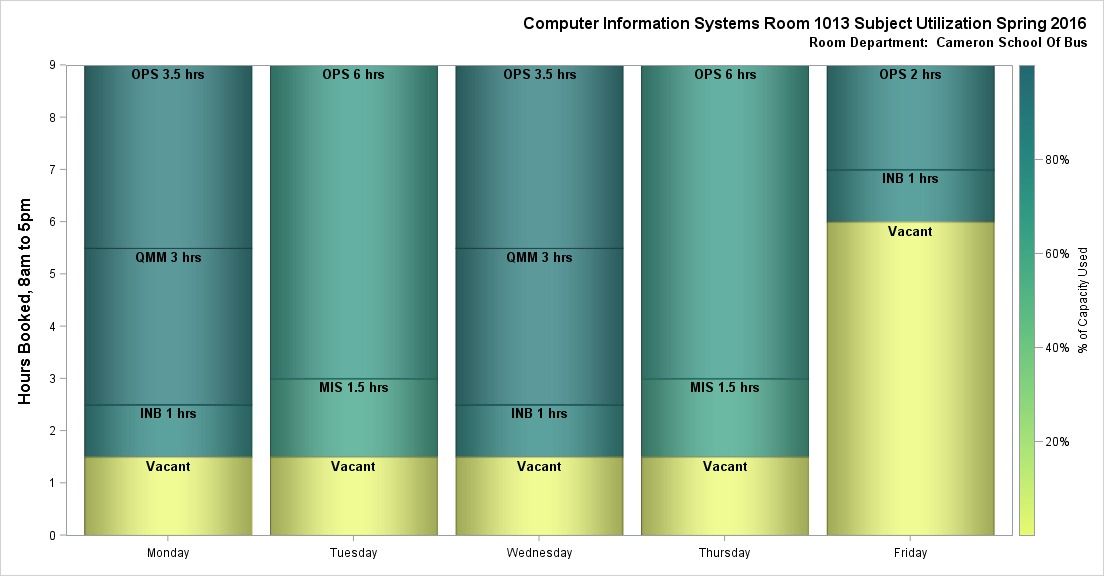 Computer Information Systems Room 1013 Subject Utilization Spring 2016
Room Department: Cameron School Of Bus
Hours Booked, 8am to 5pm
9
8
7
6
5
4
3
2
1
0
OPS 3.5 hrs
QMM 3 hrs
INB 1 hrs
Vacant
OPS 6 hrs
MIS 1.5 hrs
Vacant
OPS 3.5 hrs
QMM 3 hrs
INB 1 hrs
Vacant
OPS 6 hrs
MIS 1.5 hrs
Vacant
OPS 2 hrs
INB 1 hrs
Vacant
Monday
Tuesday
Wednesday
Thursday
Friday
80%
60%
40%
20%
% of Capacity Used